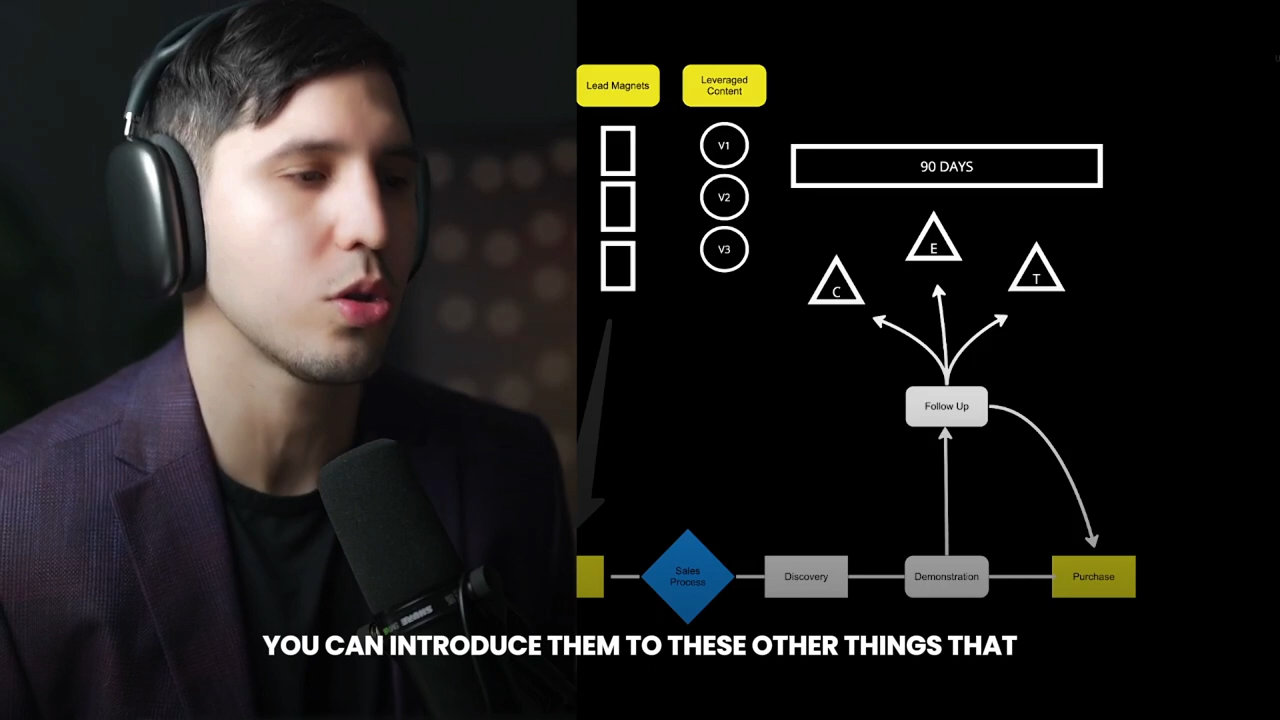 Lead Magnets
Leveraged
Content
V1
V2
V3
90 DAYS
C
E
T
Follow Up
Sales
Process
Discovery
Demonstration
Purchase
SHURE
YOU CAN INTRODUCE THEM TO THESE OTHER THINGS THAT